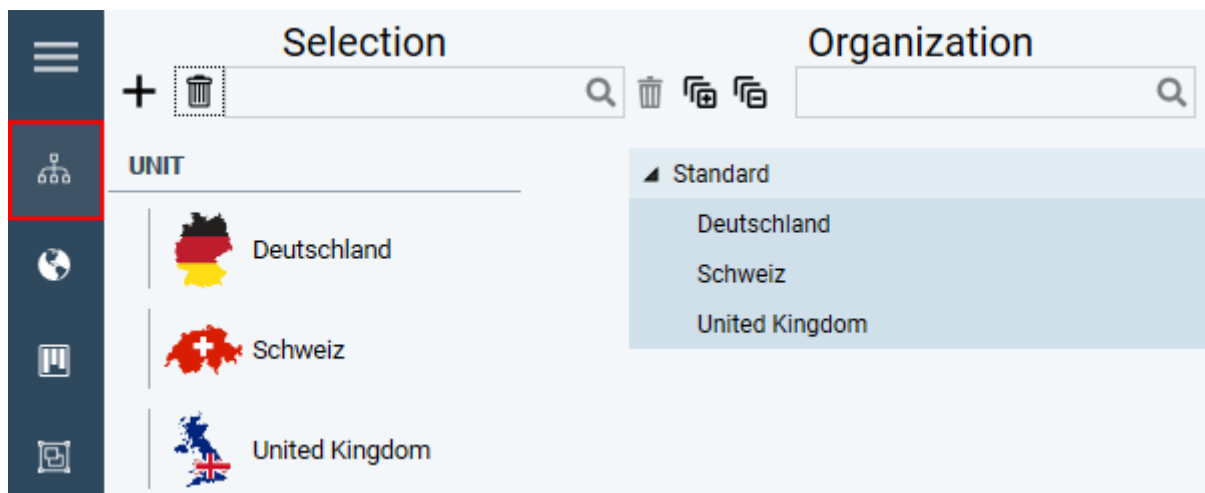 Selection
Organization
UNIT
Deutschland
Schweiz
United Kingdom
Standard
Deutschland
Schweiz
United Kingdom